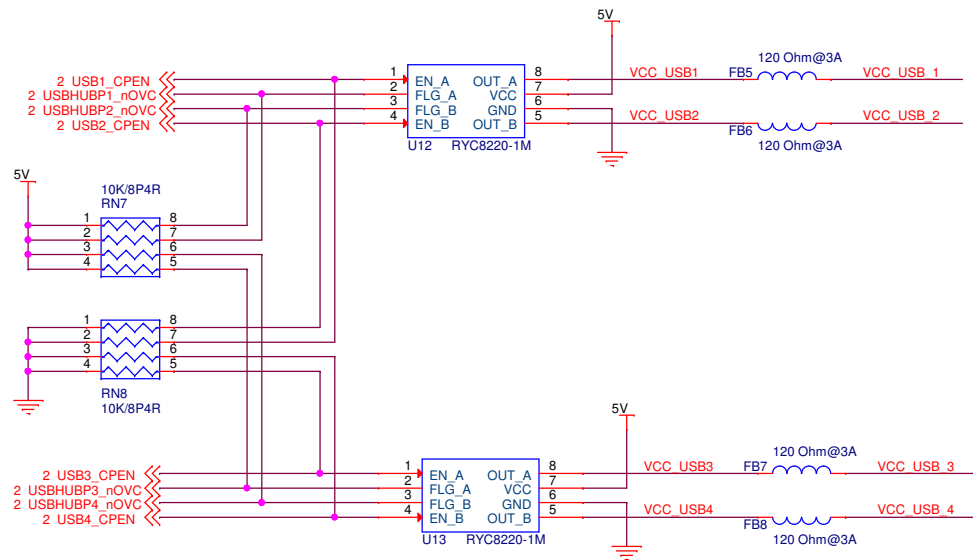 5V
120 Ohm@3A
2 USB1_CPEN 1 EN_A OUT_A 8 VCC_USB1 FB5 VCC_USB_1
2 USBHUBP1_nOVC 2 FLG_A VCC 7
2 USBHUBP2_nOVC 3 FLG_B GND 6
2 USB2_CPEN 4 EN_B OUT_B 5 VCC_USB2 FB6 VCC_USB_2
U12 RYC8220-1M 120 Ohm@3A
5V
10K/8P4R
RN7
1 8
2 7
3 6
4 5
1 8
2 7
3 6
4 5
RN8
10K/8P4R
5V
120 Ohm@3A
2 USB3_CPEN 1 EN_A OUT_A 8 VCC_USB3 FB7 VCC_USB_3
2 USBHUBP3_nOVC 2 FLG_A VCC 7
2 USBHUBP4_nOVC 3 FLG_B GND 6
2 USB4_CPEN 4 EN_B OUT_B 5 VCC_USB4 FB8 VCC_USB_4
U13 RYC8220-1M 120 Ohm@3A